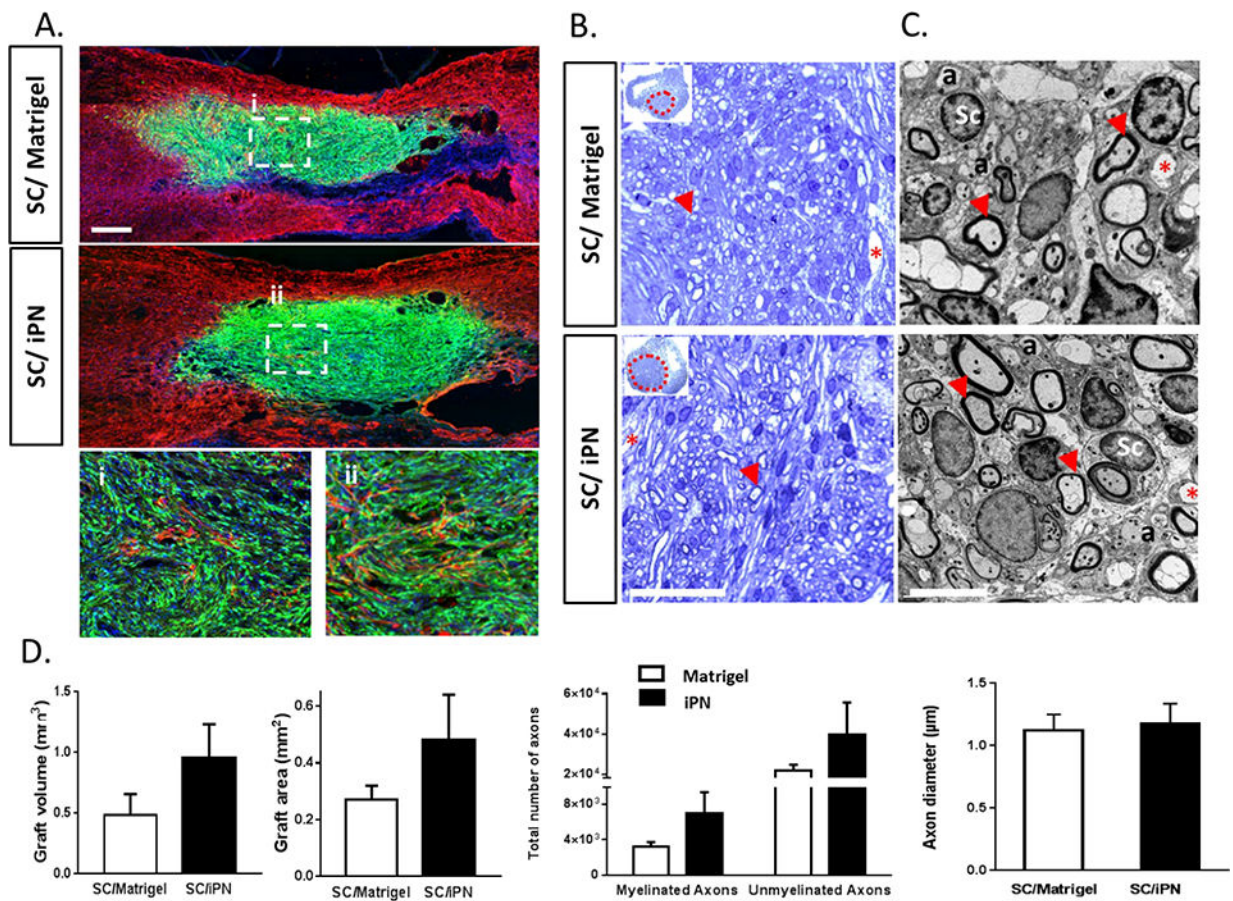 A.
B.
C.
SC/ Matrigel
i
SC/ iPN
ii
i
ii
SC/ Matrigel
*
SC/ iPN
*
a
Sc
a
*
a
Sc
*
a
D.
Graft volume (mm³)
1.5
1.0
0.5
0.0
SC/Matrigel SC/iPN
Graft area (mm²)
0.6
0.4
0.2
0.0
SC/Matrigel SC/iPN
Matrigel
iPN
Total number of axons
6×10⁴
4×10⁴
2×10⁴
8×10³
4×10³
0
Myelinated Axons Unmyelinated Axons
Axon diameter (µm)
1.5
1.0
0.5
0.0
SC/Matrigel SC/iPN